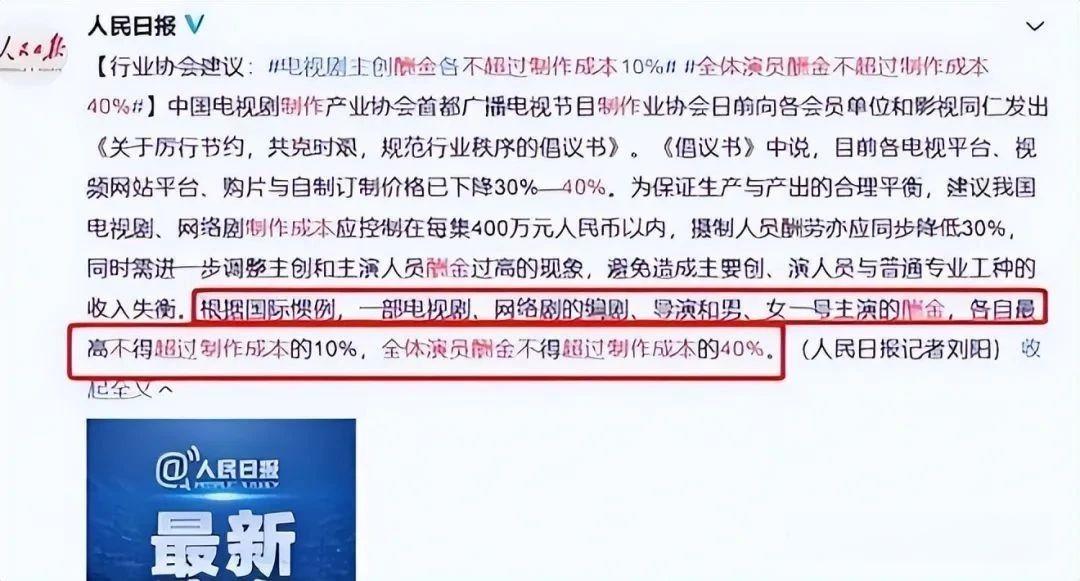 人民日报
人民日报
【行业协会建议：#电视剧主创酬金各不超过制作成本10%# #全体演员酬金不超过制作成本
40%#】中国电视剧制作产业协会首都广播电视节目制作业协会日前向各会员单位和影视同仁发出
《关于厉行节约，共克时艰，规范行业秩序的倡议书》。《倡议书》中说，目前各电视平台、视
频网站平台、购片与自制订制价格已下降30%—40%。为保证生产与产出的合理平衡，建议我国
电视剧、网络剧制作成本应控制在每集400万元人民币以内，摄制人员酬劳亦应同步降低30%，
同时需进一步调整主创和主演人员酬金过高的现象，避免造成主要创、演人员与普通专业工种的
收入失衡。根据国际惯例，一部电视剧、网络剧的编剧、导演和男、女一号主演的酬金，各自最
高不得超过制作成本的10%，全体演员酬金不得超过制作成本的40%。（人民日报记者刘阳） 收
起全文
@人民日报
最新